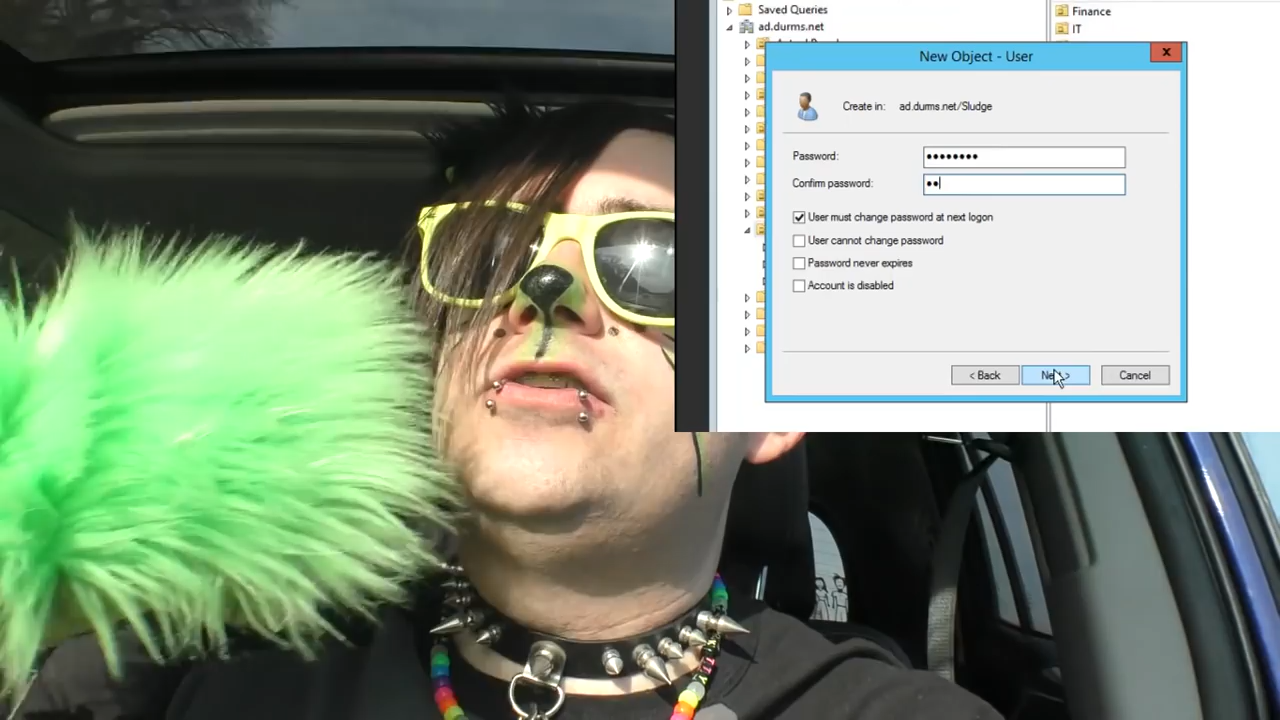 Saved Queries
ad.durms.net
Finance
IT
New Object - User
Create in: ad.durms.net/Sludge
Password: ••••••••
Confirm password: ••
User must change password at next logon
User cannot change password
Password never expires
Account is disabled
< Back
Cancel